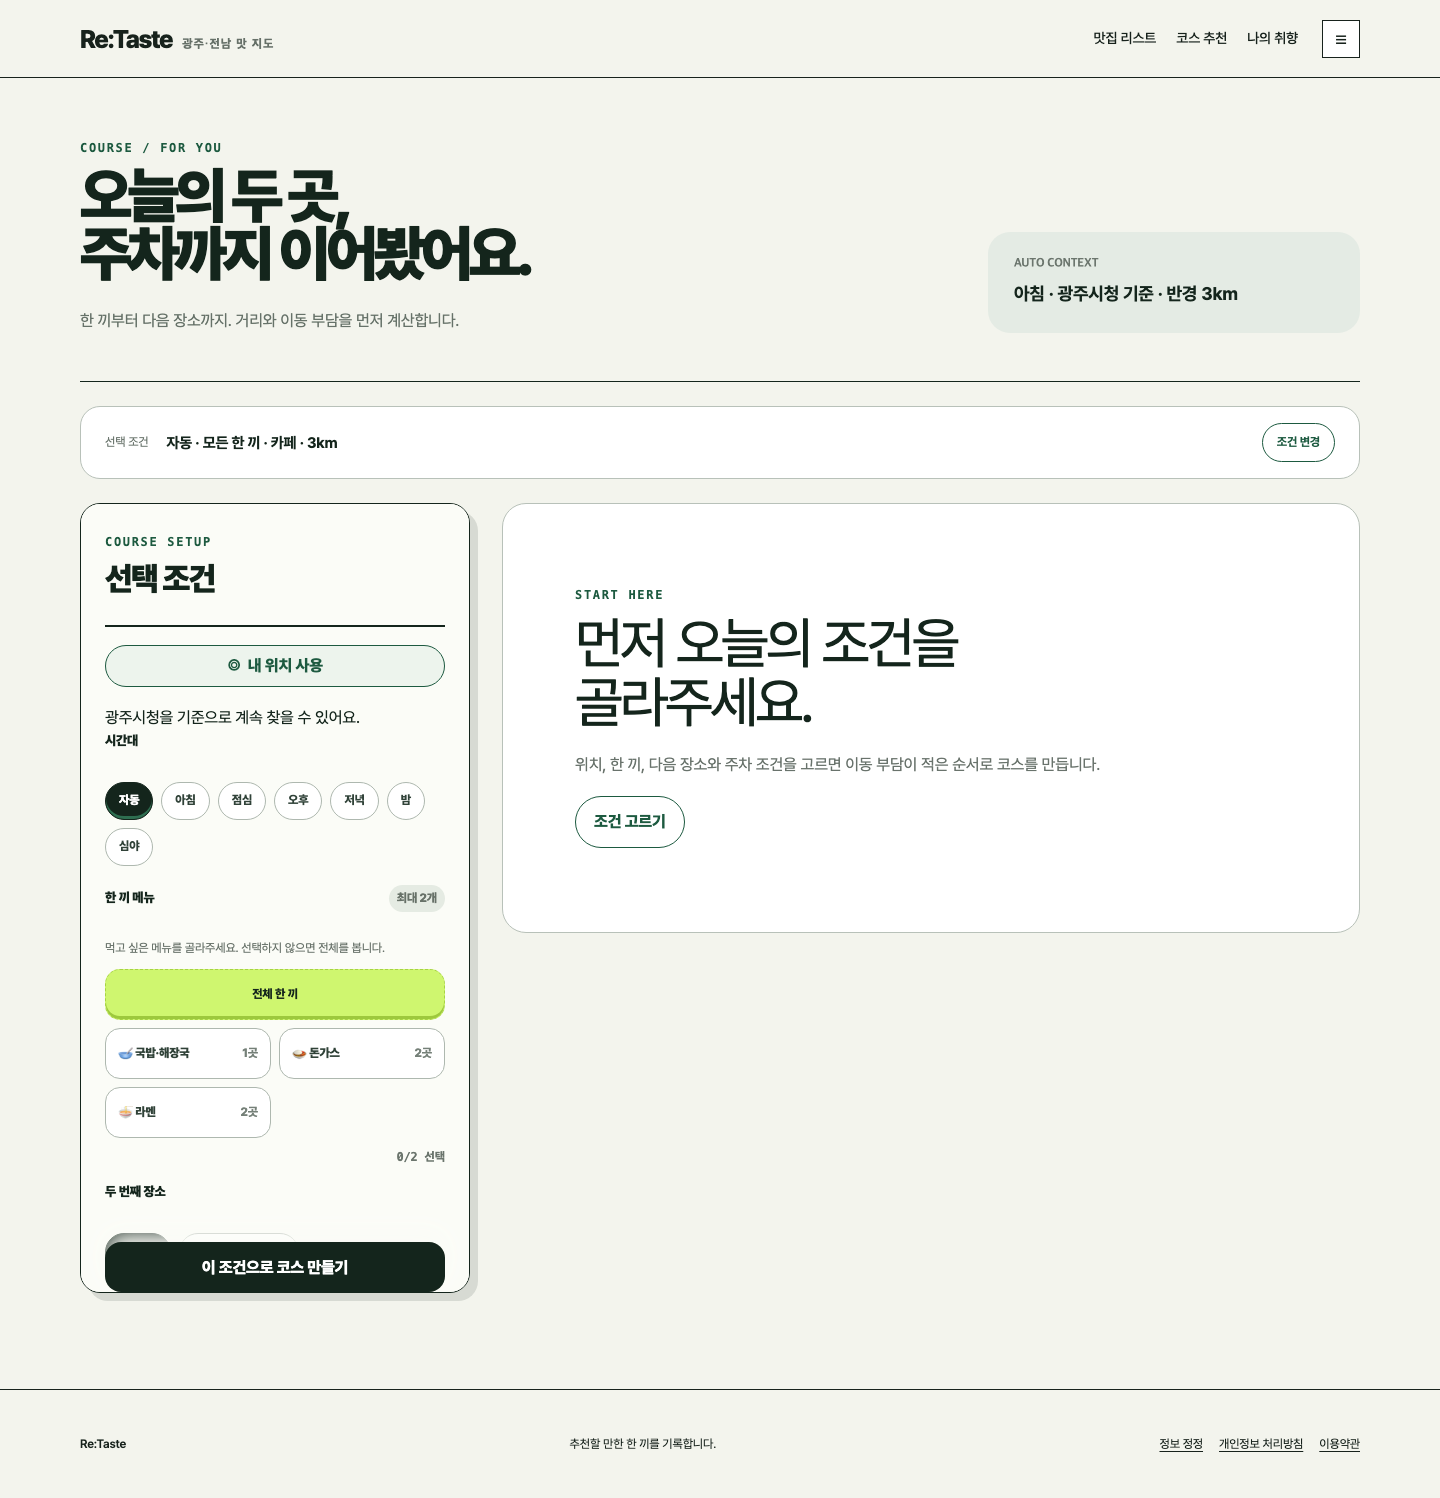 Re:Taste 광주·전남 맛 지도
맛집 리스트 코스 추천 나의 취향
COURSE / FOR YOU
오늘의 두 곳,
주차까지 이어봤어요.
한 끼부터 다음 장소까지. 거리와 이동 부담을 먼저 계산합니다.
AUTO CONTEXT
아침 · 광주시청 기준 · 반경 3km
선택 조건 자동 · 모든 한 끼 · 카페 · 3km
조건 변경
COURSE SETUP
선택 조건
◎ 내 위치 사용
광주시청을 기준으로 계속 찾을 수 있어요.
시간대
자동 아침 점심 오후 저녁 밤
심야
한 끼 메뉴 최대 2개
먹고 싶은 메뉴를 골라주세요. 선택하지 않으면 전체를 봅니다.
전체 한 끼
국밥·해장국 1곳 돈가스 2곳
라멘 2곳
0/2 선택
두 번째 장소
이 조건으로 코스 만들기
START HERE
먼저 오늘의 조건을
골라주세요.
위치, 한 끼, 다음 장소와 주차 조건을 고르면 이동 부담이 적은 순서로 코스를 만듭니다.
조건 고르기
Re:Taste
추천할 만한 한 끼를 기록합니다.
정보 정정 개인정보 처리방침 이용약관